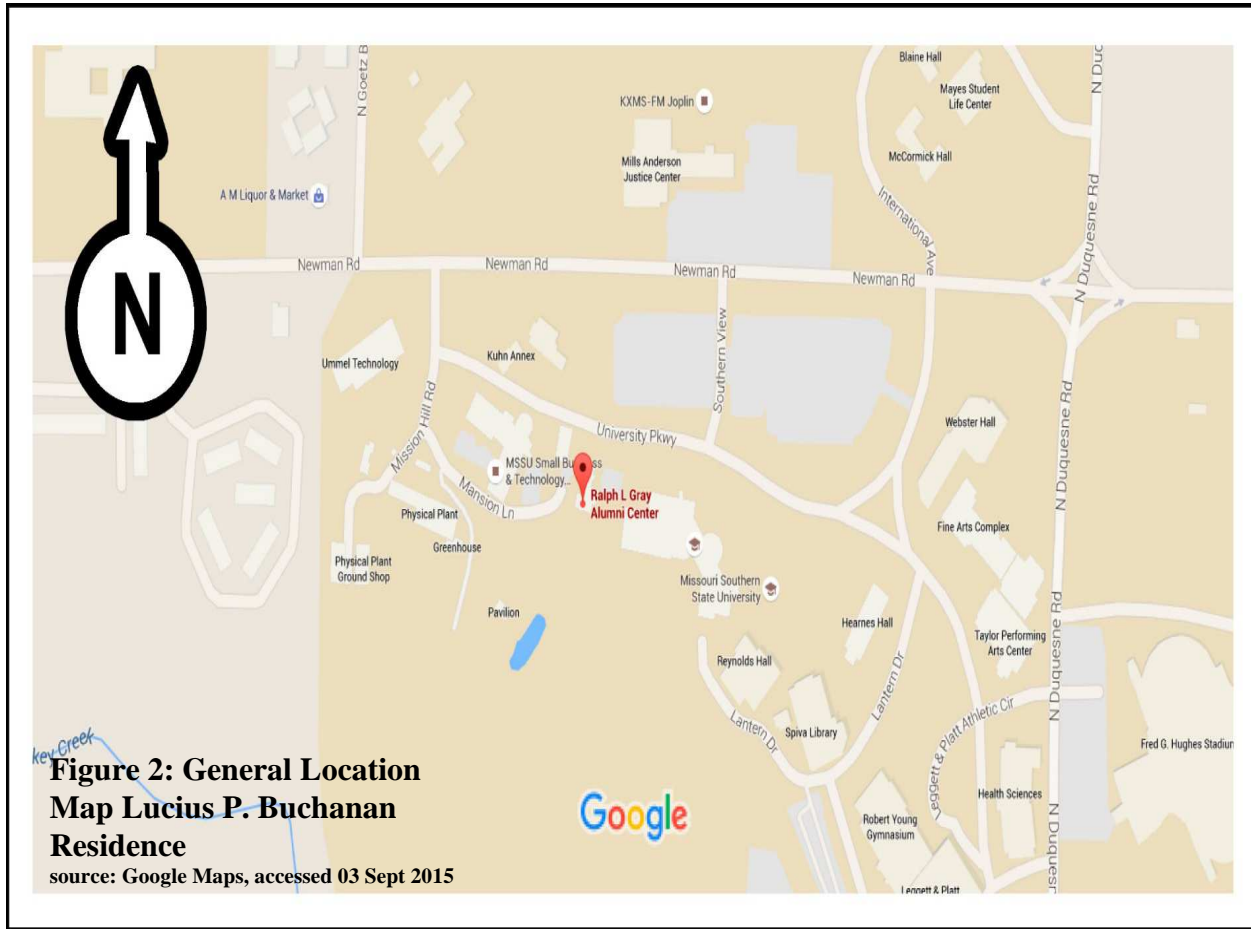 N Goetz B
Blaine Hall
Mayes Student
Life Center
N Duq
KXMS-FM Joplin
McCormick Hall
Mills Anderson
Justice Center
A M Liquor & Market
International Ave
N Duquesne Rd
N
Newman Rd
Newman Rd
Newman Rd
Newman Rd
Ummel Technology
Kuhn Annex
Southern View
Mission Hill Rd
University Pkwy
Webster Hall
N Duquesne Rd
MSSU Small Business
& Technology...
Ralph L Gray
Alumni Center
Mansion Ln
Physical Plant
Greenhouse
Fine Arts Complex
Physical Plant
Ground Shop
Missouri Southern
State University
Pavilion
Hearnes Hall
Taylor Performing
Arts Center
Reynolds Hall
Lantern Dr
Lantern Dr
Spiva Library
N Duquesne Rd
Leggett & Platt Athletic Cir
key Creek
Fred G. Hughes Stadium
Figure 2: General Location
Map Lucius P. Buchanan
Residence
source: Google Maps, accessed 03 Sept 2015
Google
Health Sciences
Robert Young
Gymnasium
Leggett & Platt
N Duquesn